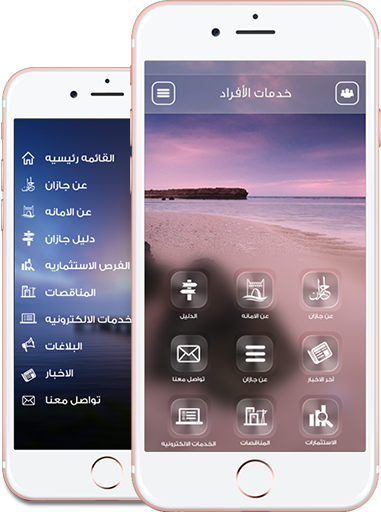 خدمات الأفراد
عن جازان
عن الامانه
الدليل
آخر الاخبار
عن جازان
تواصل معنا
الاستثمارات
المناقصات
الخدمات الالكترونيه
القائمه رئيسيه
عن جازان
عن الامانه
دليل جازان
الفرص الاستثماريه
المناقصات
خدمات الالكترونيه
البلاغات
الاخبار
تواصل معنا